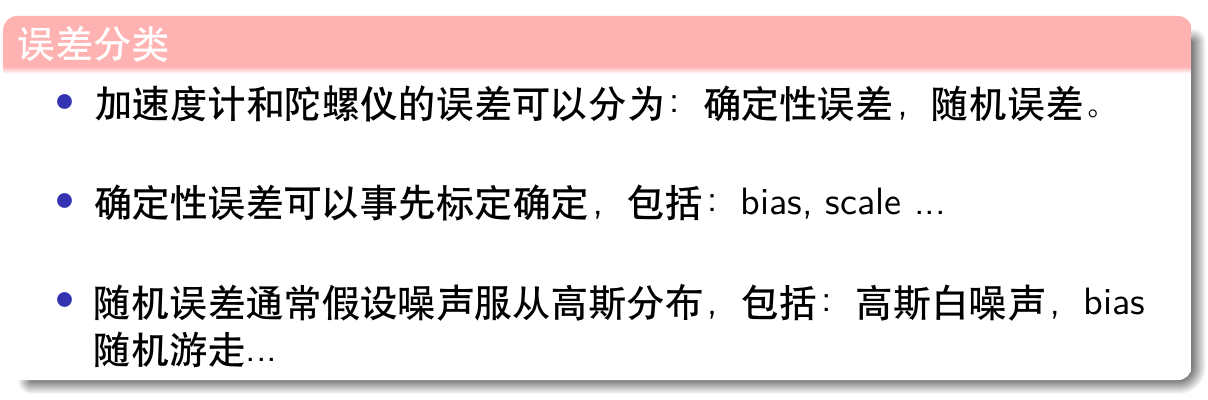 误差分类
加速度计和陀螺仪的误差可以分为：确定性误差，随机误差。
确定性误差可以事先标定确定，包括：bias, scale ...
随机误差通常假设噪声服从高斯分布，包括：高斯白噪声，bias
随机游走...